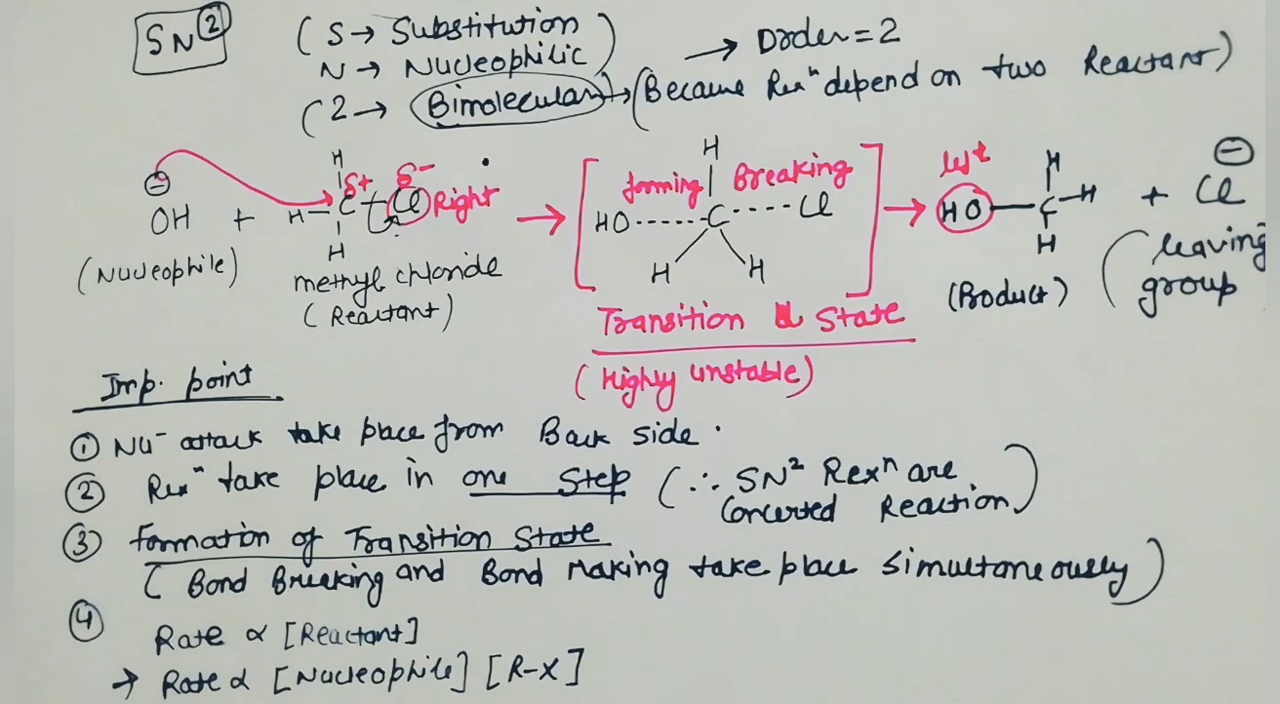 SN②
( S → Substitution
N → Nucleophilic )
( 2 → Bimolecular) → (Because Rexⁿ depend on two Reactant)
→ Order = 2
⊖
OH + H H—C—Cl H δ+ δ- Right → [ HO------C----Cl H H H forming Breaking ] → HO—C—H H H left + Cl ⊖
(Nucleophile)
methyl chloride
( Reactant )
Transition State
( Highly unstable )
(Product)
( leaving
group
Imp. point
① Nu⁻ attack take place from Back side .
② Rexⁿ take place in one Step ( ∴ SN² Rexⁿ are
Concerted Reaction )
③ formation of Transition State
( Bond Breaking and Bond Making take place simultaneously )
④
Rate ∝ [Reactant]
→ Rate ∝ [Nucleophile] [R-X]